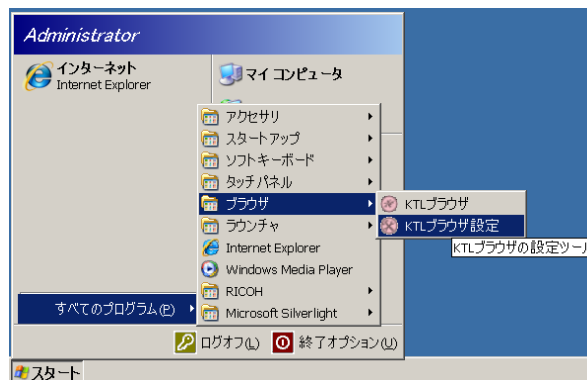 Administrator
インターネット
Internet Explorer
マイ コンピュータ
アクセサリ
スタートアップ
ソフトキーボード
タッチパネル
ブラウザ
ラウンチャ
Internet Explorer
Windows Media Player
RICOH
Microsoft Silverlight
KTLブラウザ
KTLブラウザ設定
KTLブラウザの設定ツール
すべてのプログラム(P)
ログオフ(L)
終了オプション(U)
スタート